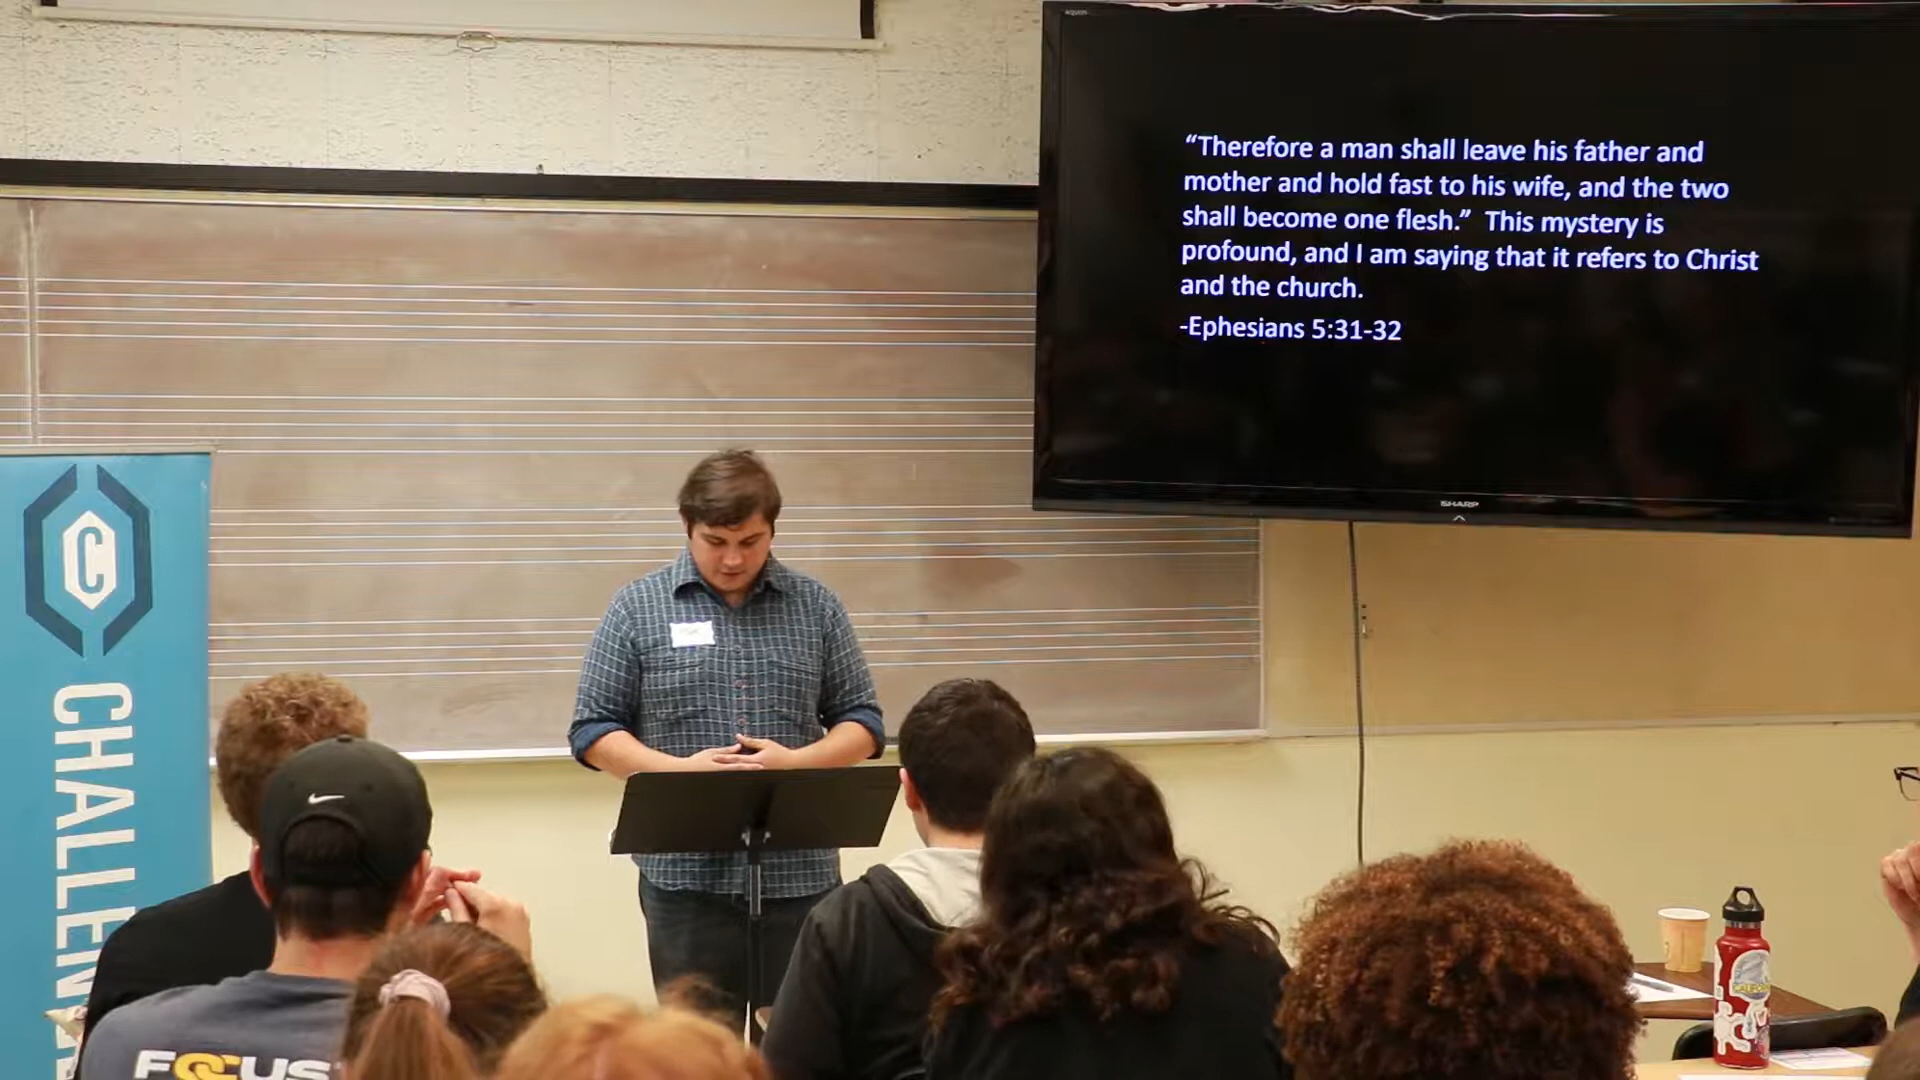 “Therefore a man shall leave his father and
mother and hold fast to his wife, and the two
shall become one flesh.”  This mystery is
profound, and I am saying that it refers to Christ
and the church.
-Ephesians 5:31-32
SHARP
C
FOCUS